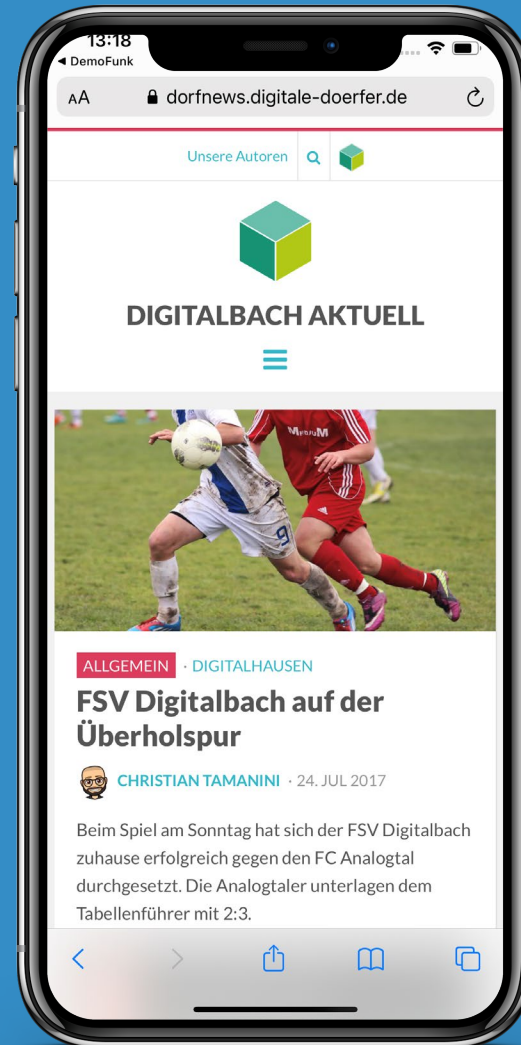 13:18
◀ DemoFunk
AA dorfnews.digitale-doerfer.de
Unsere Autoren
DIGITALBACH AKTUELL
MEDIUM
9
ALLGEMEIN · DIGITALHAUSEN
FSV Digitalbach auf der
Überholspur
CHRISTIAN TAMANINI · 24. JUL 2017
Beim Spiel am Sonntag hat sich der FSV Digitalbach
zuhause erfolgreich gegen den FC Analogtal
durchgesetzt. Die Analogtaler unterlagen dem
Tabellenführer mit 2:3.